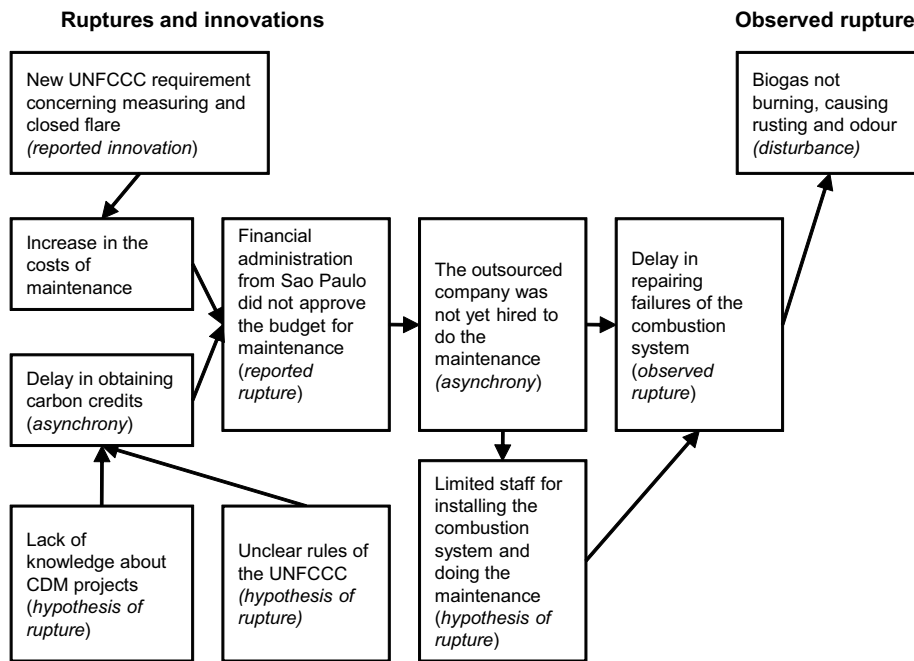 Ruptures and innovations
Observed rupture
New UNFCCC requirement
concerning measuring and
closed flare
(reported innovation)
Biogas not
burning, causing
rusting and odour
(disturbance)
Increase in the
costs of
maintenance
Financial
administration
from Sao Paulo
did not approve
the budget for
maintenance
(reported
rupture)
The outsourced
company was
not yet hired to
do the
maintenance
(asynchrony)
Delay in
repairing
failures of the
combustion
system
(observed
rupture)
Delay in obtaining
carbon credits
(asynchrony)
Lack of
knowledge about
CDM projects
(hypothesis of
rupture)
Unclear rules of
the UNFCCC
(hypothesis of
rupture)
Limited staff for
installing the
combustion
system and
doing the
maintenance
(hypothesis of
rupture)